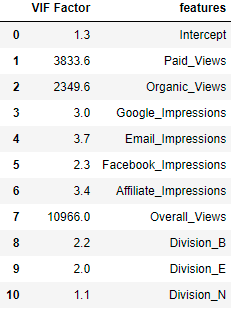 VIF Factor features
0 1.3 Intercept
1 3833.6 Paid_Views
2 2349.6 Organic_Views
3 3.0 Google_Impressions
4 3.7 Email_Impressions
5 2.3 Facebook_Impressions
6 3.4 Affiliate_Impressions
7 10966.0 Overall_Views
8 2.2 Division_B
9 2.0 Division_E
10 1.1 Division_N